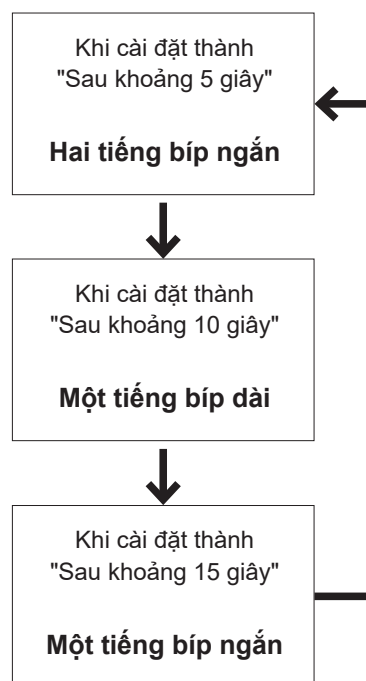 Khi cài đặt thành
"Sau khoảng 5 giây"
Hai tiếng bíp ngắn
Khi cài đặt thành
"Sau khoảng 10 giây"
Một tiếng bíp dài
Khi cài đặt thành
"Sau khoảng 15 giây"
Một tiếng bíp ngắn